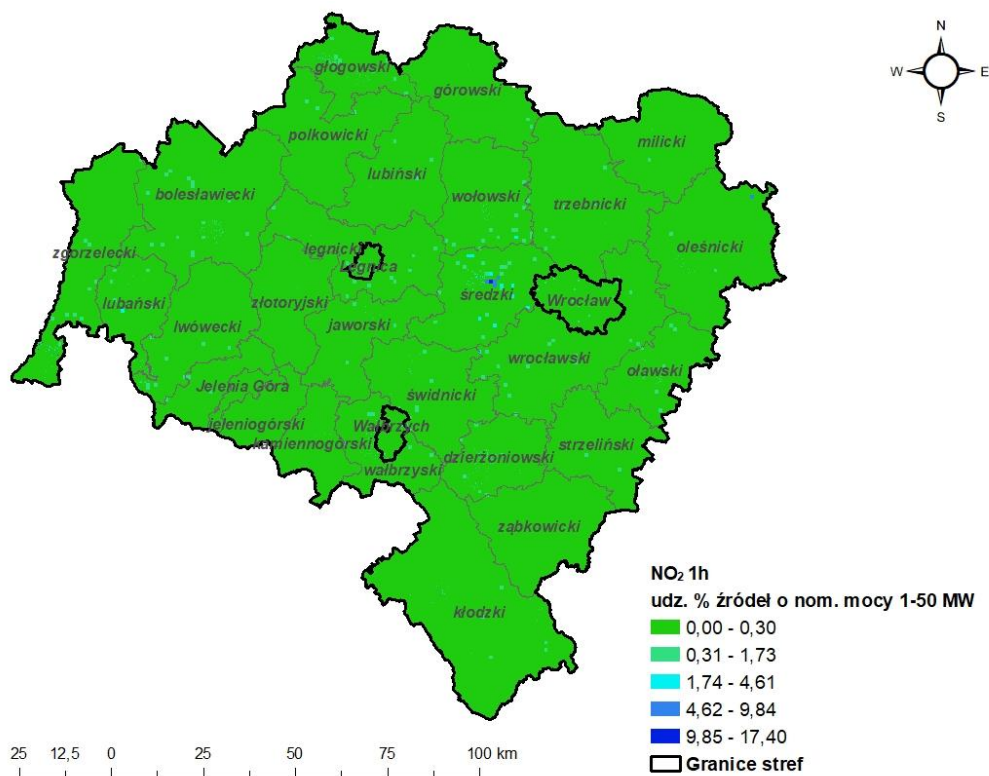 N
W E
S
głogowski
górowski
polkowicki
milicki
lubiński
bolesławiecki
wołowski
trzebnicki
oleśnicki
zgorzelecki
legnicki
Legnica
lubański
złotoryjski
średzki
Wrocław
lwówecki
jaworski
wrocławski
oławski
Jelenia Góra
świdnicki
jeleniogórski
Wałbrzych
kamiennogórski
strzeliński
dzierżoniowski
wałbrzyski
ząbkowicki
kłodzki
NO₂ 1h
udz. % źródeł o nom. mocy 1-50 MW
0,00 - 0,30
0,31 - 1,73
1,74 - 4,61
4,62 - 9,84
9,85 - 17,40
Granice stref
25 12,5 0 25 50 75 100 km